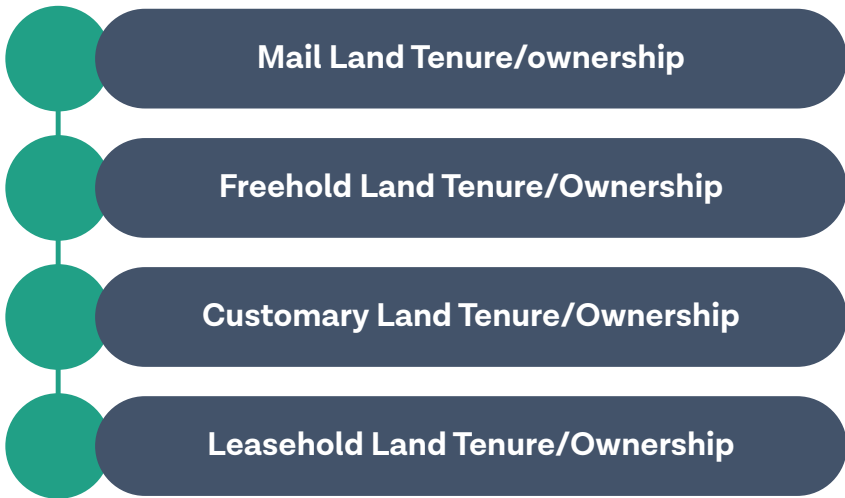 Mail Land Tenure/ownership
Freehold Land Tenure/Ownership
Customary Land Tenure/Ownership
Leasehold Land Tenure/Ownership